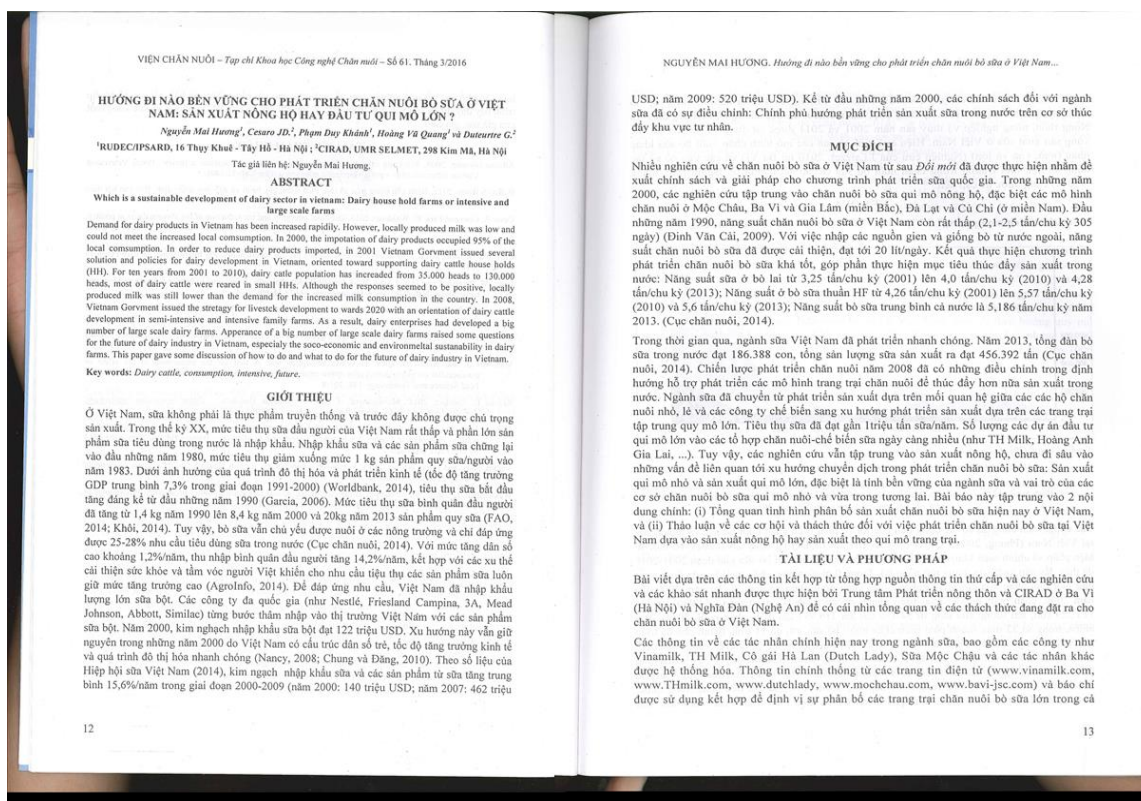 VIỆN CHĂN NUÔI – Tạp chí Khoa học Công nghệ Chăn nuôi – Số 61. Tháng 3/2016
HƯỚNG ĐI NÀO BỀN VỮNG CHO PHÁT TRIỂN CHĂN NUÔI BÒ SỮA Ở VIỆT
NAM: SẢN XUẤT NÔNG HỘ HAY ĐẦU TƯ QUI MÔ LỚN ?
Nguyễn Mai Hương¹, Cesaro JD.², Phạm Duy Khánh¹, Hoàng Vũ Quang¹ và Duteurtre G.²
¹RUDEC/IPSARD, 16 Thụy Khuê - Tây Hồ - Hà Nội ; ²CIRAD, UMR SELMET, 298 Kim Mã, Hà Nội
Tác giả liên hệ: Nguyễn Mai Hương,
ABSTRACT
Which is a sustainable development of dairy sector in vietnam: Dairy house hold farms or intensive and
large scale farms
Demand for dairy products in Vietnam has been increased rapidily. However, locally produced milk was low and
could not meet the increased local comsumption. In 2000, the impotation of dairy products occupied 95% of the
local comsumption. In order to reduce dairy products imported, in 2001 Vietnam Gorvment issued several
solution and policies for dairy development in Vietnam, oriented toward supporting dairy cattle house holds
(HH). For ten years from 2001 to 2010), dairy catle population has increaded from 35.000 heads to 130.000
heads, most of dairy cattle were reared in small HHs. Although the responses seemed to be positive, locally
produced milk was still lower than the demand for the increased milk consumption in the country. In 2008,
Vietnam Gorvment issued the stretagy for livestck development to wards 2020 with an orientation of dairy cattle
development in semi-intensive and intensive family farms. As a result, dairy enterprises had developed a big
number of large scale dairy farms. Apperance of a big number of large scale dairy farms raised some questions
for the future of dairy industry in Vietnam, especialy the soco-economic and environmeltal sustanability in dairy
farms. This paper gave some discussion of how to do and what to do for the future of dairy industry in Vietnam.
Key words: Dairy cattle, consumption, intensive, future.
GIỚI THIỆU
Ở Việt Nam, sữa không phải là thực phẩm truyền thống và trước đây không được chú trọng
sản xuất. Trong thế kỷ XX, mức tiêu thụ sữa đầu người của Việt Nam rất thấp và phần lớn sản
phẩm sữa tiêu dùng trong nước là nhập khẩu. Nhập khẩu sữa và các sản phẩm sữa chững lại
vào đầu những năm 1980, mức tiêu thụ giảm xuống mức 1 kg sản phẩm quy sữa/người vào
năm 1983. Dưới ảnh hưởng của quá trình đô thị hóa và phát triển kinh tế (tốc độ tăng trưởng
GDP trung bình 7,3% trong giai đoạn 1991-2000) (Worldbank, 2014), tiêu thụ sữa bắt đầu
tăng đáng kể từ đầu những năm 1990 (Garcia, 2006). Mức tiêu thụ sữa bình quân đầu người
đã tăng từ 1,4 kg năm 1990 lên 8,4 kg năm 2000 và 20kg năm 2013 sản phẩm quy sữa (FAO,
2014; Khôi, 2014). Tuy vậy, bò sữa vẫn chủ yếu được nuôi ở các nông trường và chỉ đáp ứng
được 25-28% nhu cầu tiêu dùng sữa trong nước (Cục chăn nuôi, 2014). Với mức tăng dân số
cao khoảng 1,2%/năm, thu nhập bình quân đầu người tăng 14,2%/năm, kết hợp với các xu thế
cải thiện sức khỏe và tầm vóc người Việt khiến cho nhu cầu tiêu thụ các sản phẩm sữa luôn
giữ mức tăng trưởng cao (AgroInfo, 2014). Để đáp ứng nhu cầu, Việt Nam đã nhập khẩu
lượng lớn sữa bột. Các công ty đa quốc gia (như Nestlé, Friesland Campina, 3A, Mead
Johnson, Abbott, Similac) từng bước thâm nhập vào thị trường Việt Nam với các sản phẩm
sữa bột. Năm 2000, kim nghạch nhập khẩu sữa bột đạt 122 triệu USD. Xu hướng này vẫn giữ
nguyên trong những năm 2000 do Việt Nam có cấu trúc dân số trẻ, tốc độ tăng trưởng kinh tế
và quá trình đô thị hóa nhanh chóng (Nancy, 2008; Chung và Đăng, 2010). Theo số liệu của
Hiệp hội sữa Việt Nam (2014), kim ngạch nhập khẩu sữa và các sản phẩm từ sữa tăng trung
bình 15,6%/năm trong giai đoạn 2000-2009 (năm 2000: 140 triệu USD; năm 2007: 462 triệu
12
NGUYỄN MAI HƯƠNG. Hướng đi nào bền vững cho phát triển chăn nuôi bò sữa ở Việt Nam...
USD; năm 2009: 520 triệu USD). Kể từ đầu những năm 2000, các chính sách đối với ngành
sữa đã có sự điều chỉnh: Chính phủ hướng phát triển sản xuất sữa trong nước trên cơ sở thúc
đẩy khu vực tư nhân.
MỤC ĐÍCH
Nhiều nghiên cứu về chăn nuôi bò sữa ở Việt Nam từ sau Đổi mới đã được thực hiện nhằm đề
xuất chính sách và giải pháp cho chương trình phát triển sữa quốc gia. Trong những năm
2000, các nghiên cứu tập trung vào chăn nuôi bò sữa qui mô nông hộ, đặc biệt các mô hình
chăn nuôi ở Mộc Châu, Ba Vì và Gia Lâm (miền Bắc), Đà Lạt và Củ Chi (ở miền Nam). Đầu
những năm 1990, năng suất chăn nuôi bò sữa ở Việt Nam còn rất thấp (2,1-2,5 tấn/chu kỳ 305
ngày) (Đinh Văn Cải, 2009). Với việc nhập các nguồn gien và giống bò từ nước ngoài, năng
suất chăn nuôi bò sữa đã được cải thiện, đạt tới 20 lít/ngày. Kết quả thực hiện chương trình
phát triển chăn nuôi bò sữa khá tốt, góp phần thực hiện mục tiêu thúc đẩy sản xuất trong
nước: Năng suất sữa ở bò lai từ 3,25 tấn/chu kỳ (2001) lên 4,0 tấn/chu kỳ (2010) và 4,28
tấn/chu kỳ (2013); Năng suất ở bò sữa thuần HF từ 4,26 tấn/chu kỳ (2001) lên 5,57 tấn/chu kỳ
(2010) và 5,6 tấn/chu kỳ (2013); Năng suất bò sữa trung bình cả nước là 5,186 tấn/chu kỳ năm
2013. (Cục chăn nuôi, 2014).
Trong thời gian qua, ngành sữa Việt Nam đã phát triển nhanh chóng. Năm 2013, tổng đàn bò
sữa trong nước đạt 186.388 con, tổng sản lượng sữa sản xuất ra đạt 456.392 tấn (Cục chăn
nuôi, 2014). Chiến lược phát triển chăn nuôi năm 2008 đã có những điều chỉnh trong định
hướng hỗ trợ phát triển các mô hình trang trại chăn nuôi để thúc đẩy hơn nữa sản xuất trong
nước. Ngành sữa đã chuyển từ phát triển sản xuất dựa trên mối quan hệ giữa các các hộ chăn
nuôi nhỏ, lẻ và các công ty chế biến sang xu hướng phát triển sản xuất dựa trên các trang trại
tập trung quy mô lớn. Tiêu thụ sữa đã đạt gần 1triệu tấn sữa/năm. Số lượng các dự án đầu tư
qui mô lớn vào các tổ hợp chăn nuôi-chế biến sữa ngày càng nhiều (như TH Milk, Hoàng Anh
Gia Lai, ...). Tuy vậy, các nghiên cứu vẫn tập trung vào sản xuất nông hộ, chưa đi sâu vào
những vấn đề liên quan tới xu hướng chuyển dịch trong phát triển chăn nuôi bò sữa: Sản xuất
qui mô nhỏ và sản xuất qui mô lớn, đặc biệt là tính bền vững của ngành sữa và vai trò của các
cơ sở chăn nuôi bò sữa qui mô nhỏ và vừa trong tương lai. Bài báo này tập trung vào 2 nội
dung chính: (i) Tổng quan tình hình phân bố sản xuất chăn nuôi bò sữa hiện nay ở Việt Nam,
và (ii) Thảo luận về các cơ hội và thách thức đối với việc phát triển chăn nuôi bò sữa tại Việt
Nam dựa vào sản xuất nông hộ hay sản xuất theo qui mô trang trại.
TÀI LIỆU VÀ PHƯƠNG PHÁP
Bài viết dựa trên các thông tin kết hợp từ tổng hợp nguồn thông tin thứ cấp và các nghiên cứu
và các khảo sát nhanh được thực hiện bởi Trung tâm Phát triển nông thôn và CIRAD ở Ba Vì
(Hà Nội) và Nghĩa Đàn (Nghệ An) để có cái nhìn tổng quan về các thách thức đang đặt ra cho
chăn nuôi bò sữa ở Việt Nam.
Các thông tin về các tác nhân chính hiện nay trong ngành sữa, bao gồm các công ty như
Vinamilk, TH Milk, Cô gái Hà Lan (Dutch Lady), Sữa Mộc Châu và các tác nhân khác
được hệ thống hóa. Thông tin chính thống từ các trang tin điện tử (www.vinamilk.com,
www.THmilk.com, www.dutchlady, www.mochchau.com, www.bavi-jsc.com) và báo chí
được sử dụng kết hợp để định vị sự phân bố các trang trại chăn nuôi bò sữa lớn trong cả
13